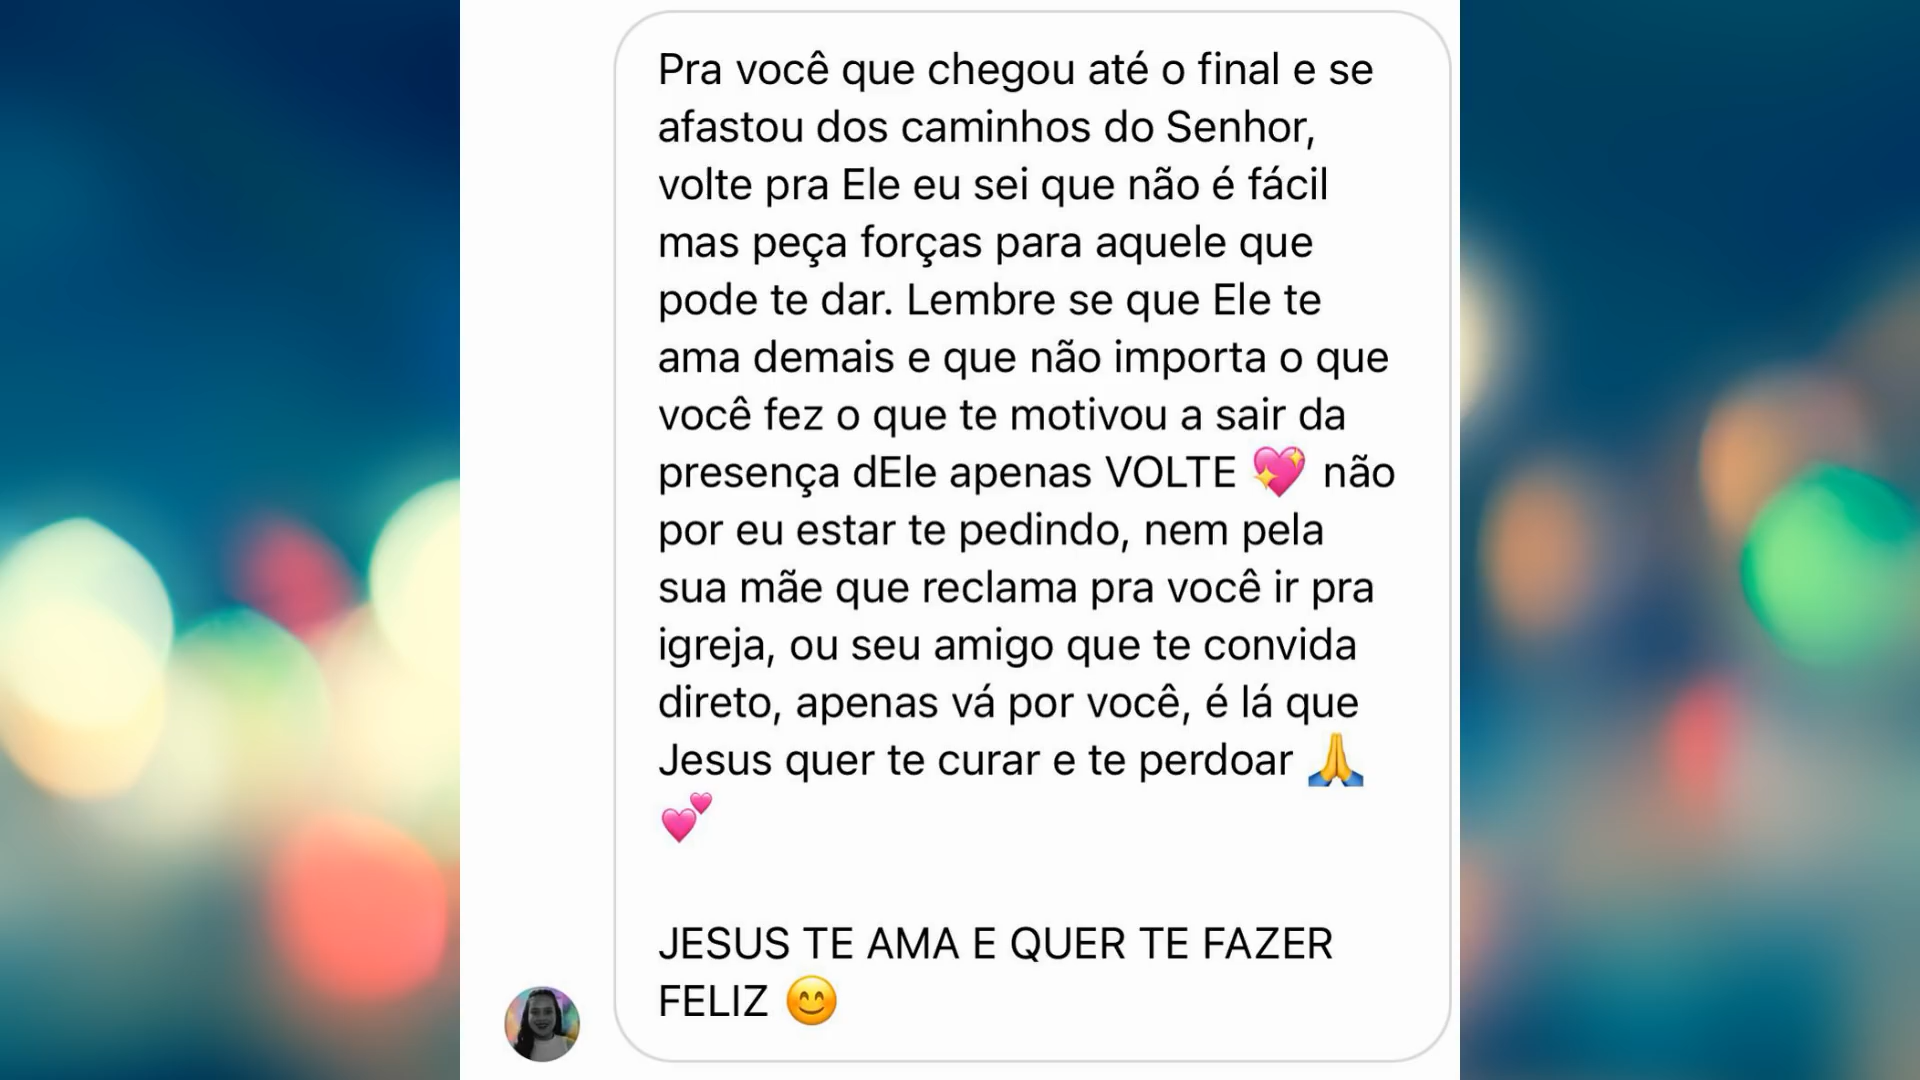 Pra você que chegou até o final e se
afastou dos caminhos do Senhor,
volte pra Ele eu sei que não é fácil
mas peça forças para aquele que
pode te dar. Lembre se que Ele te
ama demais e que não importa o que
você fez o que te motivou a sair da
presença dEle apenas VOLTE 💖 não
por eu estar te pedindo, nem pela
sua mãe que reclama pra você ir pra
igreja, ou seu amigo que te convida
direto, apenas vá por você, é lá que
Jesus quer te curar e te perdoar 🙏
💕
JESUS TE AMA E QUER TE FAZER
FELIZ 😊